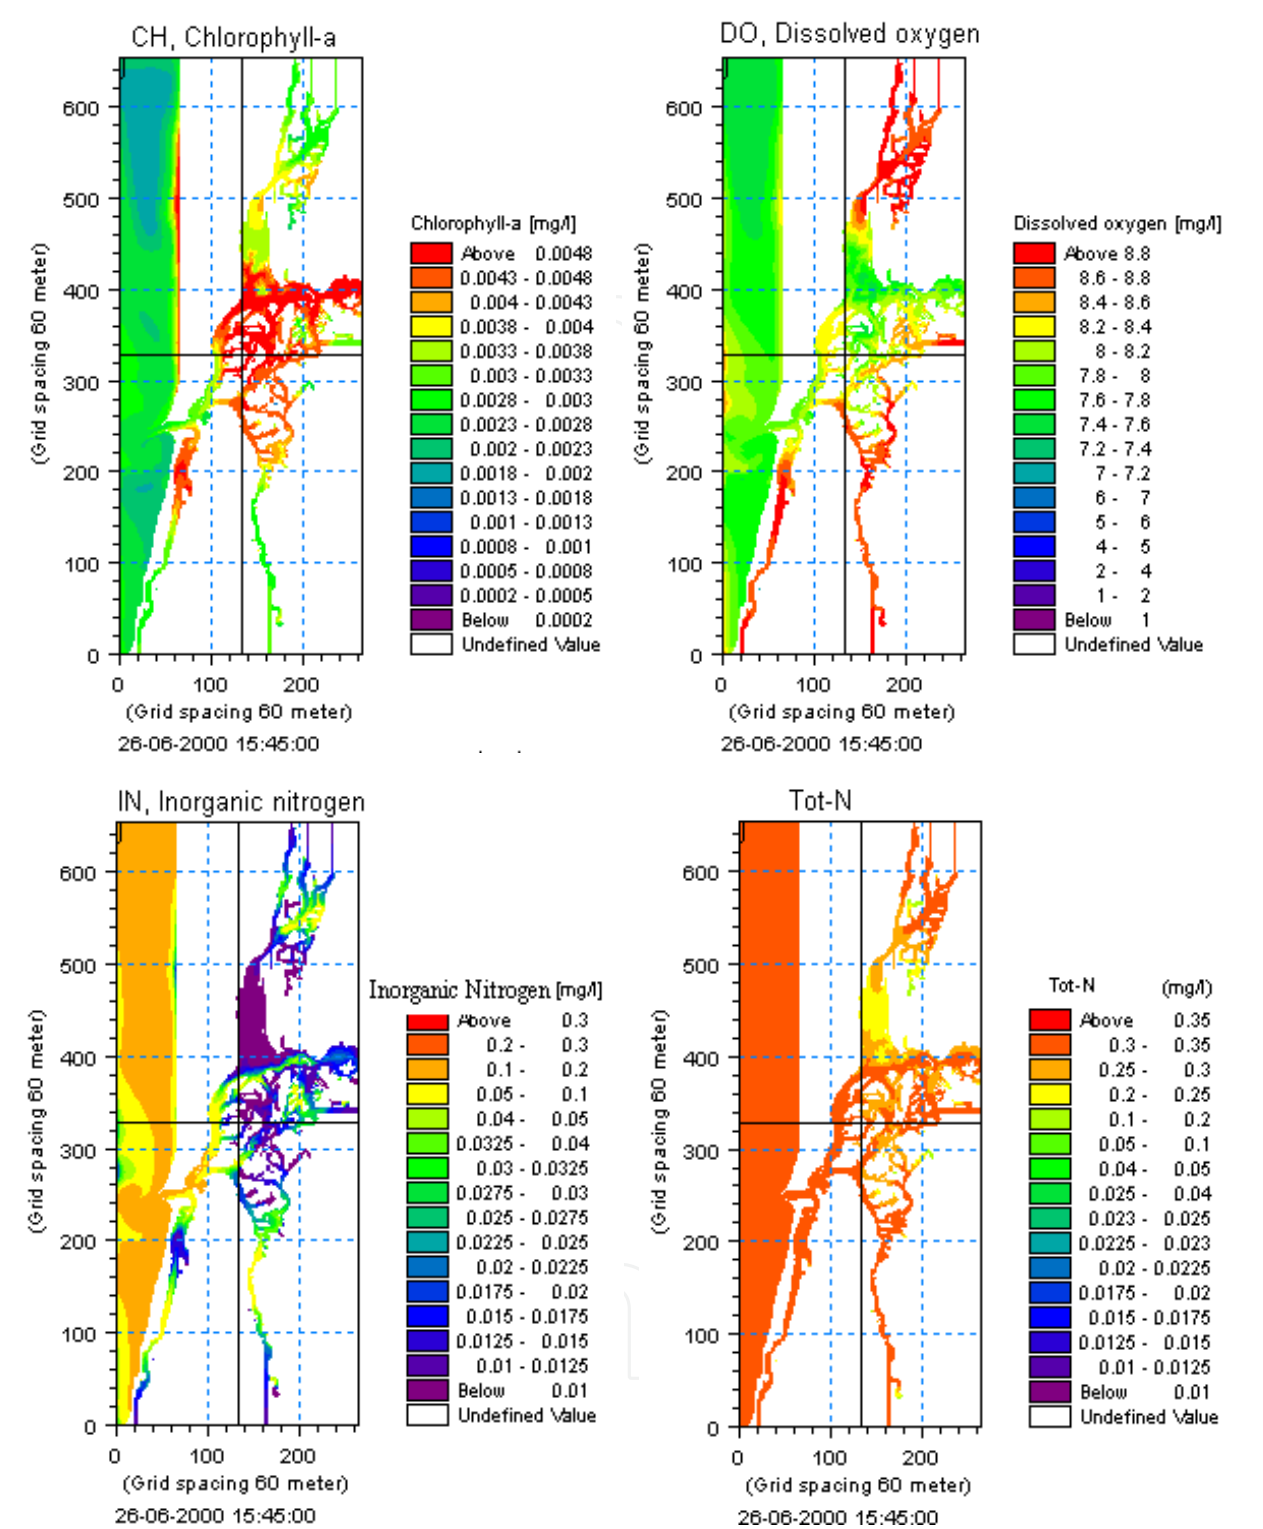 CH, Chlorophyll-a
600
500
400
300
200
100
0
(Grid spacing 60 meter)
0 100 200
(Grid spacing 60 meter)
26-06-2000 15:45:00
Chlorophyll-a [mg/l]
Above 0.0048
0.0043 - 0.0048
0.004 - 0.0043
0.0038 - 0.004
0.0033 - 0.0038
0.003 - 0.0033
0.0028 - 0.003
0.0023 - 0.0028
0.002 - 0.0023
0.0018 - 0.002
0.0013 - 0.0018
0.001 - 0.0013
0.0008 - 0.001
0.0005 - 0.0008
0.0002 - 0.0005
Below 0.0002
Undefined Value
DO, Dissolved oxygen
600
500
400
300
200
100
0
(Grid spacing 60 meter)
0 100 200
(Grid spacing 60 meter)
26-06-2000 15:45:00
Dissolved oxygen [mg/l]
Above 8.8
8.6 - 8.8
8.4 - 8.6
8.2 - 8.4
8 - 8.2
7.8 - 8
7.6 - 7.8
7.4 - 7.6
7.2 - 7.4
7 - 7.2
6 - 7
5 - 6
4 - 5
2 - 4
1 - 2
Below 1
Undefined Value
IN, Inorganic nitrogen
600
500
400
300
200
100
0
(Grid spacing 60 meter)
0 100 200
(Grid spacing 60 meter)
26-06-2000 15:45:00
Inorganic Nitrogen [mg/l]
Above 0.3
0.2 - 0.3
0.1 - 0.2
0.05 - 0.1
0.04 - 0.05
0.0325 - 0.04
0.03 - 0.0325
0.0275 - 0.03
0.025 - 0.0275
0.0225 - 0.025
0.02 - 0.0225
0.0175 - 0.02
0.015 - 0.0175
0.0125 - 0.015
0.01 - 0.0125
Below 0.01
Undefined Value
Tot-N
600
500
400
300
200
100
0
(Grid spacing 60 meter)
0 100 200
(Grid spacing 60 meter)
26-06-2000 15:45:00
Tot-N (mg/l)
Above 0.35
0.3 - 0.35
0.25 - 0.3
0.2 - 0.25
0.1 - 0.2
0.05 - 0.1
0.04 - 0.05
0.025 - 0.04
0.023 - 0.025
0.0225 - 0.023
0.02 - 0.0225
0.0175 - 0.02
0.015 - 0.0175
0.0125 - 0.015
0.01 - 0.0125
Below 0.01
Undefined Value